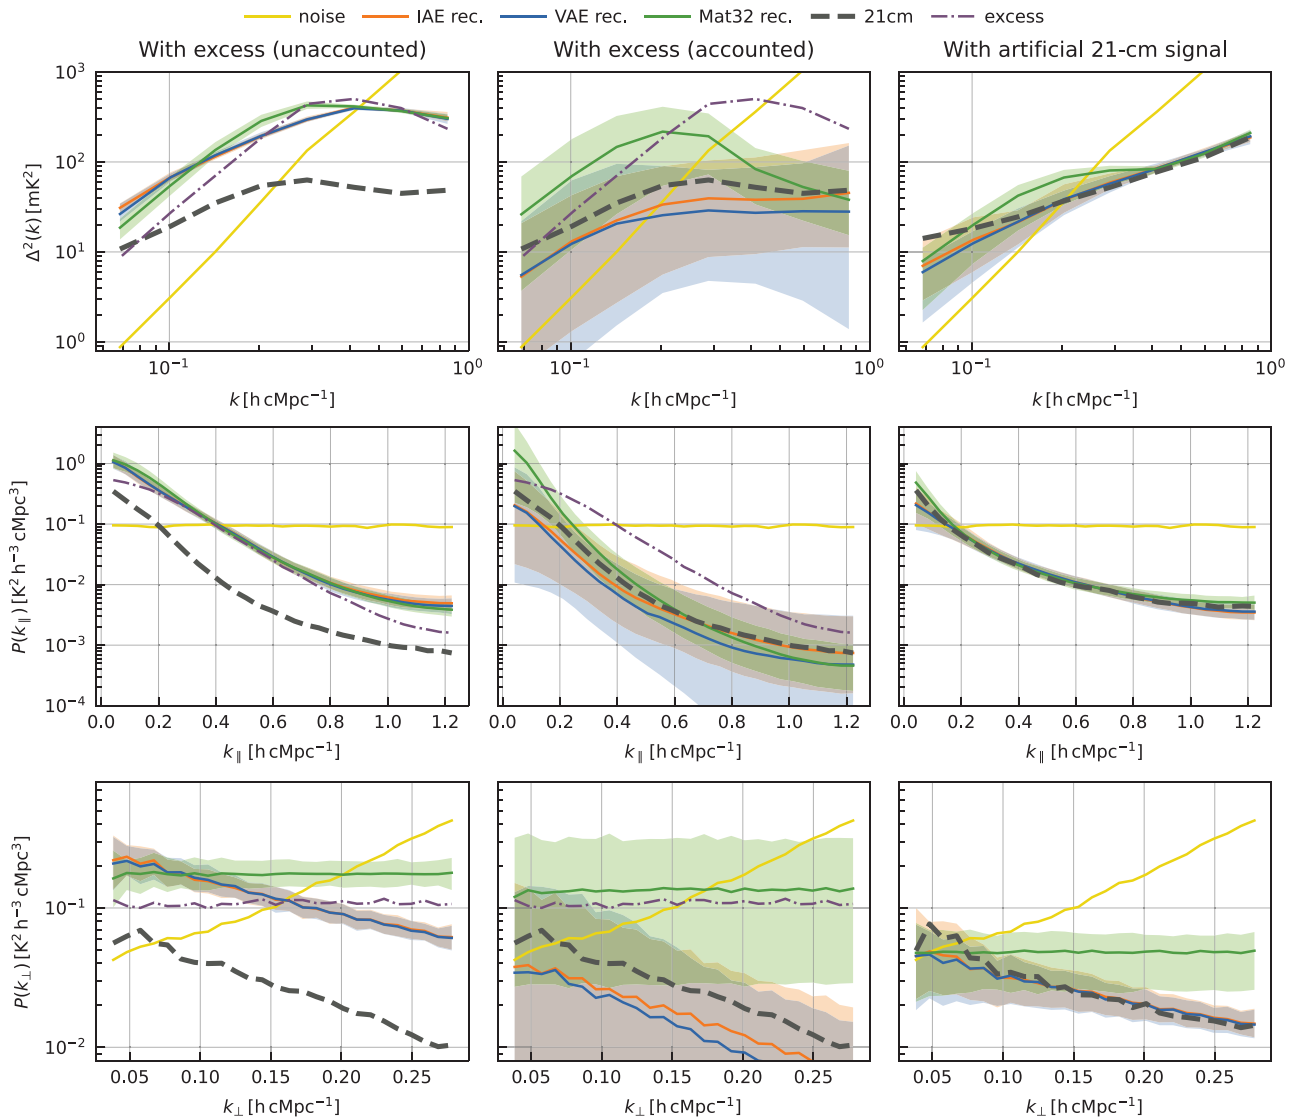 noise IAE rec. VAE rec. Mat32 rec. 21cm excess
With excess (unaccounted) With excess (accounted) With artificial 21-cm signal
Δ²(k) [mK²]
10³
10²
10¹
10⁰
10⁻¹ 10⁰ 10⁻¹ 10⁰ 10⁻¹ 10⁰
k [h cMpc⁻¹] k [h cMpc⁻¹] k [h cMpc⁻¹]
P(k∥) [K² h⁻³ cMpc³]
10⁰
10⁻¹
10⁻²
10⁻³
10⁻⁴
0.0 0.2 0.4 0.6 0.8 1.0 1.2 0.0 0.2 0.4 0.6 0.8 1.0 1.2 0.0 0.2 0.4 0.6 0.8 1.0 1.2
k∥ [h cMpc⁻¹] k∥ [h cMpc⁻¹] k∥ [h cMpc⁻¹]
P(k⊥) [K² h⁻³ cMpc³]
10⁻¹
10⁻²
0.05 0.10 0.15 0.20 0.25 0.05 0.10 0.15 0.20 0.25 0.05 0.10 0.15 0.20 0.25
k⊥ [h cMpc⁻¹] k⊥ [h cMpc⁻¹] k⊥ [h cMpc⁻¹]